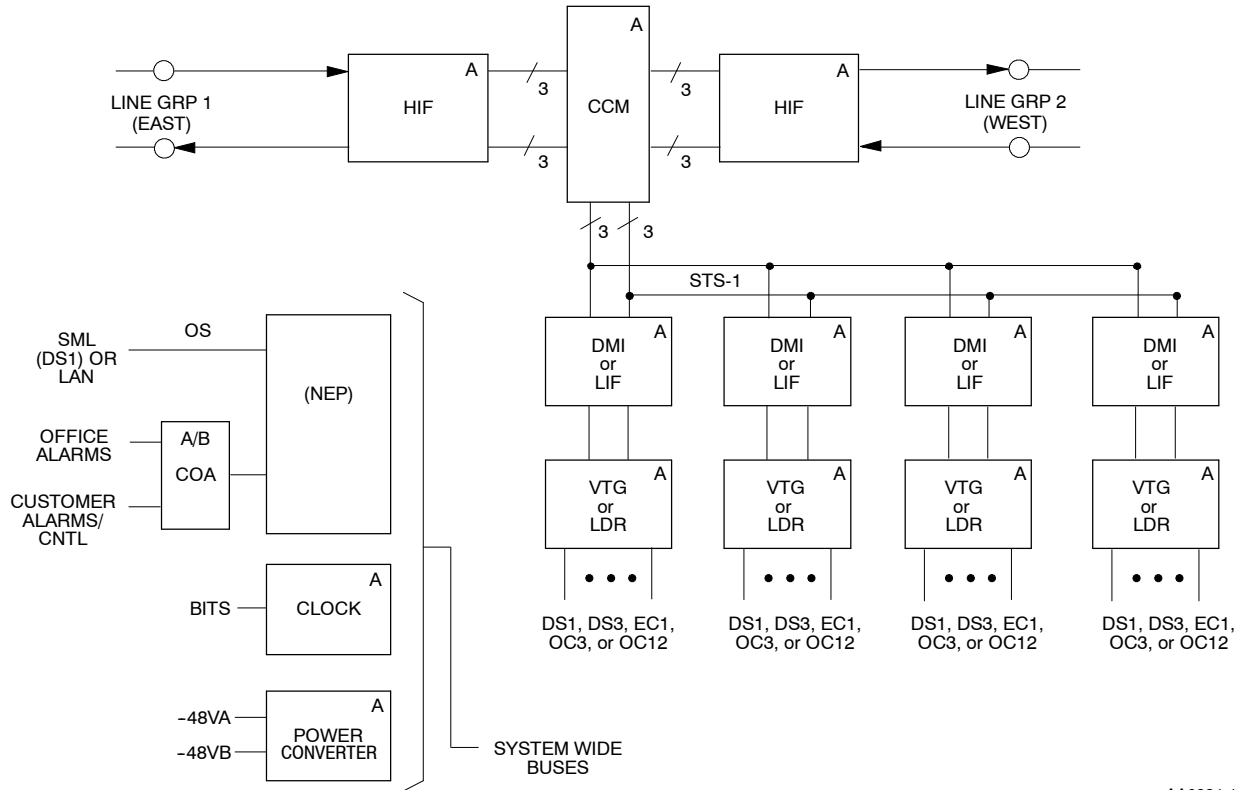 A
A
A
HIF
CCM
HIF
LINE GRP 1
(EAST)
LINE GRP 2
(WEST)
3
3
3
3
3
3
STS-1
A
DMI
or
LIF
A
DMI
or
LIF
A
DMI
or
LIF
A
DMI
or
LIF
A
VTG
or
LDR
A
VTG
or
LDR
A
VTG
or
LDR
A
VTG
or
LDR
DS1, DS3, EC1,
OC3, or OC12
DS1, DS3, EC1,
OC3, or OC12
DS1, DS3, EC1,
OC3, or OC12
DS1, DS3, EC1,
OC3, or OC12
SML
(DS1) OR
LAN
OS
(NEP)
OFFICE
ALARMS
A/B
COA
CUSTOMER
ALARMS/
CNTL
BITS
A
CLOCK
-48VA
-48VB
A
POWER
CONVERTER
SYSTEM WIDE
BUSES